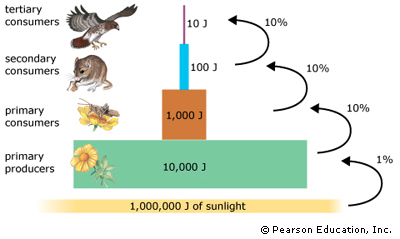 tertiary
consumers
10 J
10%
secondary
consumers
100 J
10%
primary
consumers
1,000 J
10%
primary
producers
10,000 J
1%
1,000,000 J of sunlight
© Pearson Education, Inc.